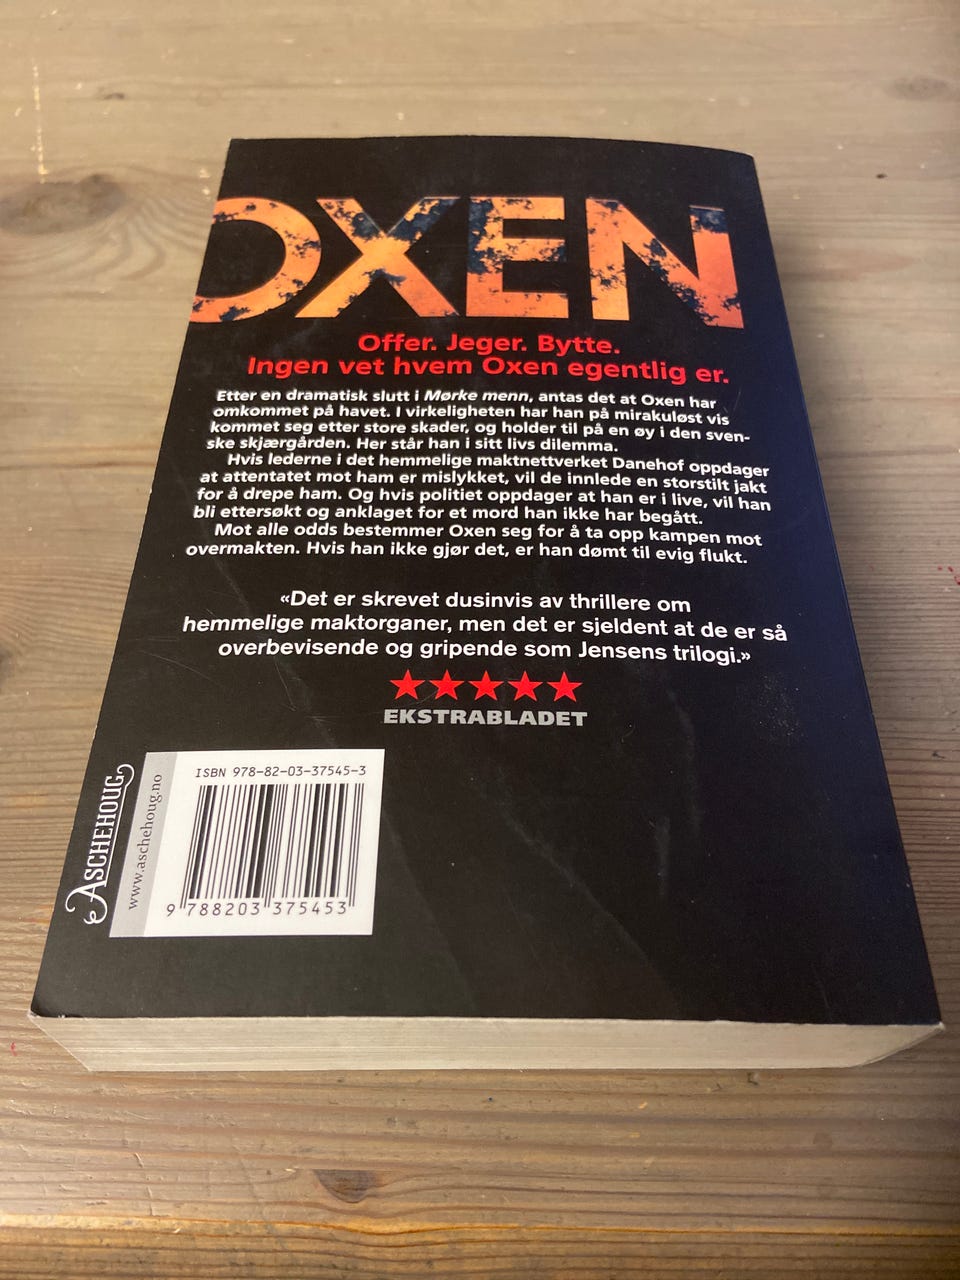 OXEN
Offer. Jeger. Bytte.
Ingen vet hvem Oxen egentlig er.
Etter en dramatisk slutt i Mørke menn, antas det at Oxen har
omkommet på havet. I virkeligheten har han på mirakuløst vis
kommet seg etter store skader, og holder til på en øy i den sven-
ske skjærgården. Her står han i sitt livs dilemma.
Hvis lederne i det hemmelige maktnettverket Danehof oppdager
at attentatet mot ham er mislykket, vil de innlede en storstilt jakt
for å drepe ham. Og hvis politiet oppdager at han er i live, vil han
bli ettersøkt og anklaget for et mord han ikke har begått.
Mot alle odds bestemmer Oxen seg for å ta opp kampen mot
overmakten. Hvis han ikke gjør det, er han dømt til evig flukt.
«Det er skrevet dusinvis av thrillere om
hemmelige maktorganer, men det er sjeldent at de er så
overbevisende og gripende som Jensens trilogi.»
★★★★★
EKSTRABLADET
ASCHEHOUG
www.aschehoug.no
ISBN 978-82-03-37545-3
9 788203 375453